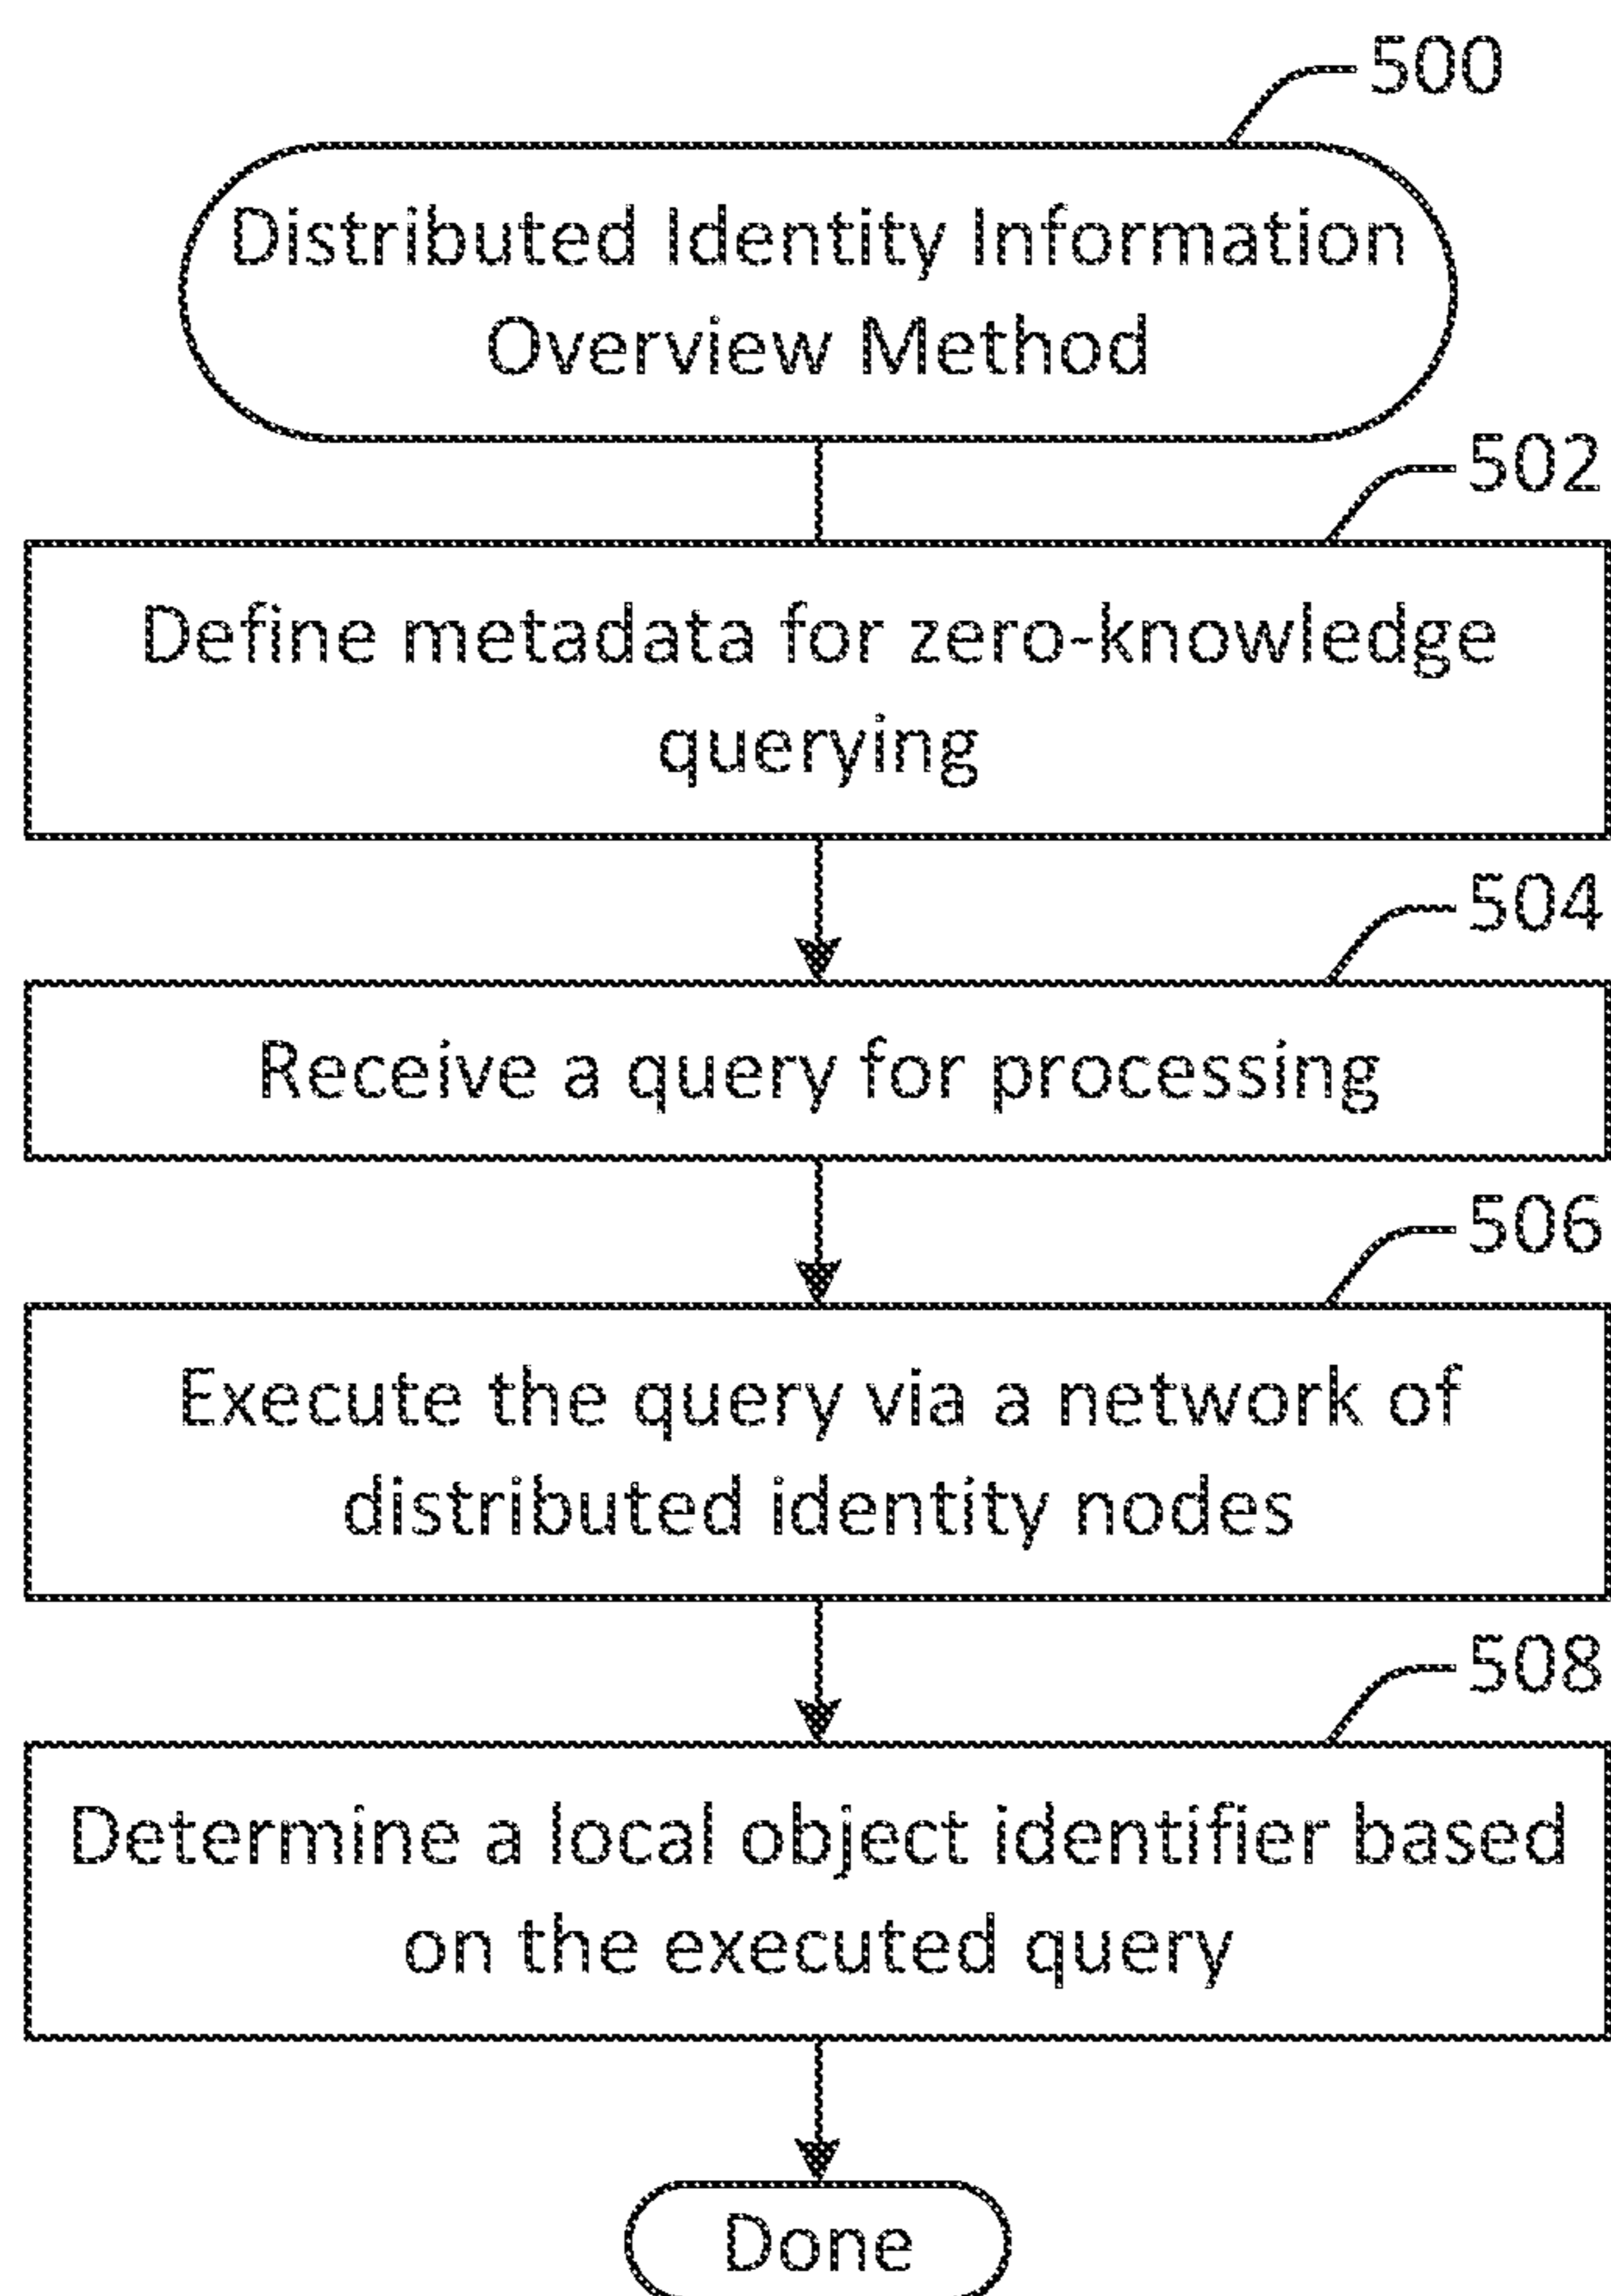 500
Distributed Identity Information
Overview Method
502
Define metadata for zero-knowledge
querying
504
Receive a query for processing
506
Execute the query via a network of
distributed identity nodes
508
Determine a local object identifier based
on the executed query
Done